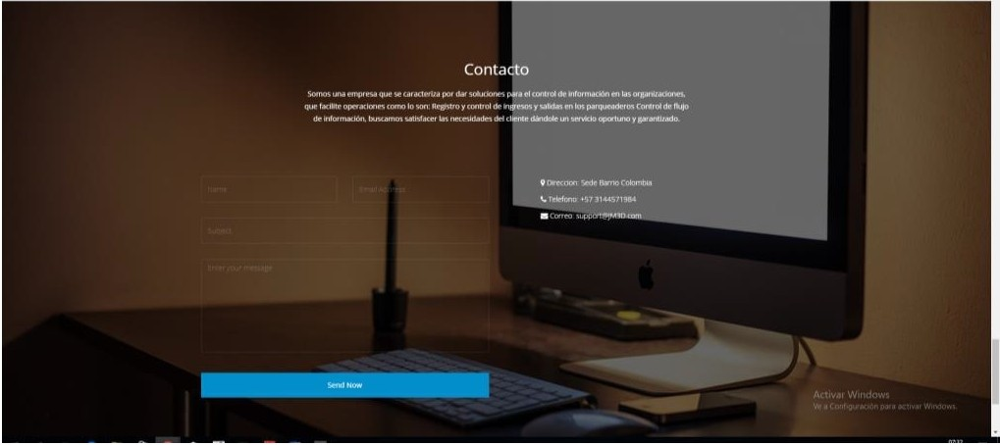 Contacto
Somos una empresa que se caracteriza por dar soluciones para el control de información en las organizaciones,
que facilite operaciones como lo son: Registro y control de ingresos y salidas en los parqueaderos Control de flujo
de información, buscamos satisfacer las necesidades del cliente dándole un servicio oportuno y garantizado.
Name
Email Address
Subject
Enter your message
Send Now
Direccion: Sede Barrio Colombia
Telefono: +57 3144571984
Correo: support@JM3D.com
Activar Windows
Ve a Configuración para activar Windows.
07:32